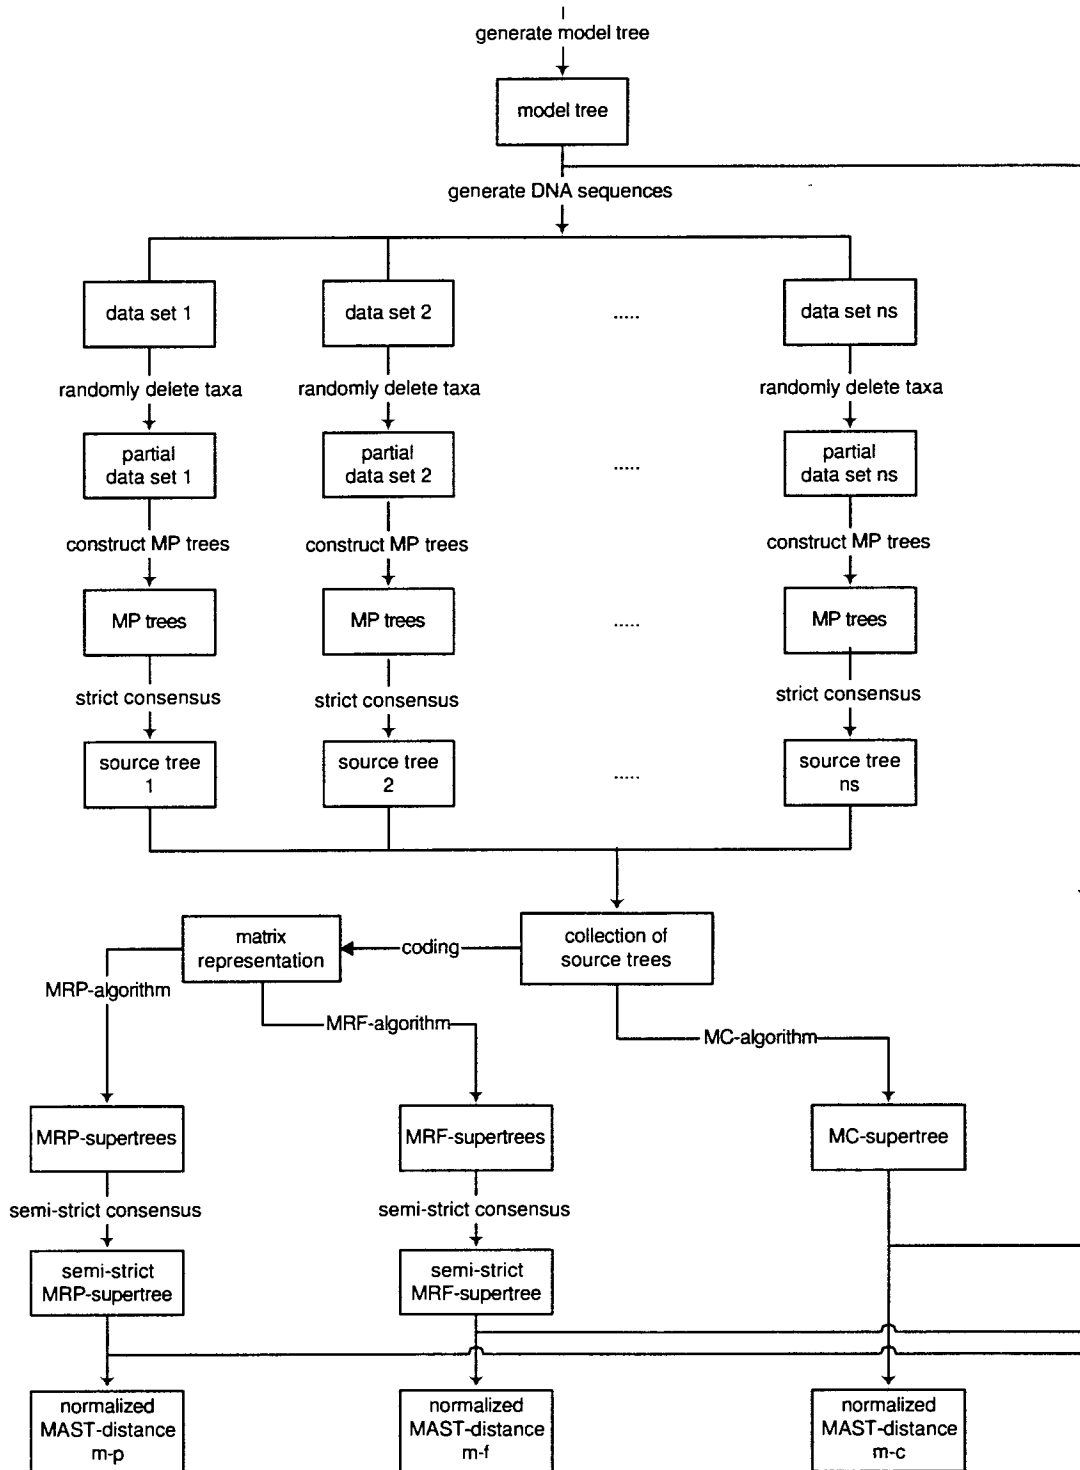 generate model tree
model tree
generate DNA sequences
data set 1
data set 2
.....
data set ns
randomly delete taxa
randomly delete taxa
randomly delete taxa
partial
data set 1
partial
data set 2
.....
partial
data set ns
construct MP trees
construct MP trees
construct MP trees
MP trees
MP trees
.....
MP trees
strict consensus
strict consensus
strict consensus
source tree
1
source tree
2
.....
source tree
ns
matrix
representation
coding
collection of
source trees
MRP-algorithm
MRF-algorithm
MC-algorithm
MRP-supertrees
MRF-supertrees
MC-supertree
semi-strict consensus
semi-strict consensus
semi-strict
MRP-supertree
semi-strict
MRF-supertree
normalized
MAST-distance
m-p
normalized
MAST-distance
m-f
normalized
MAST-distance
m-c